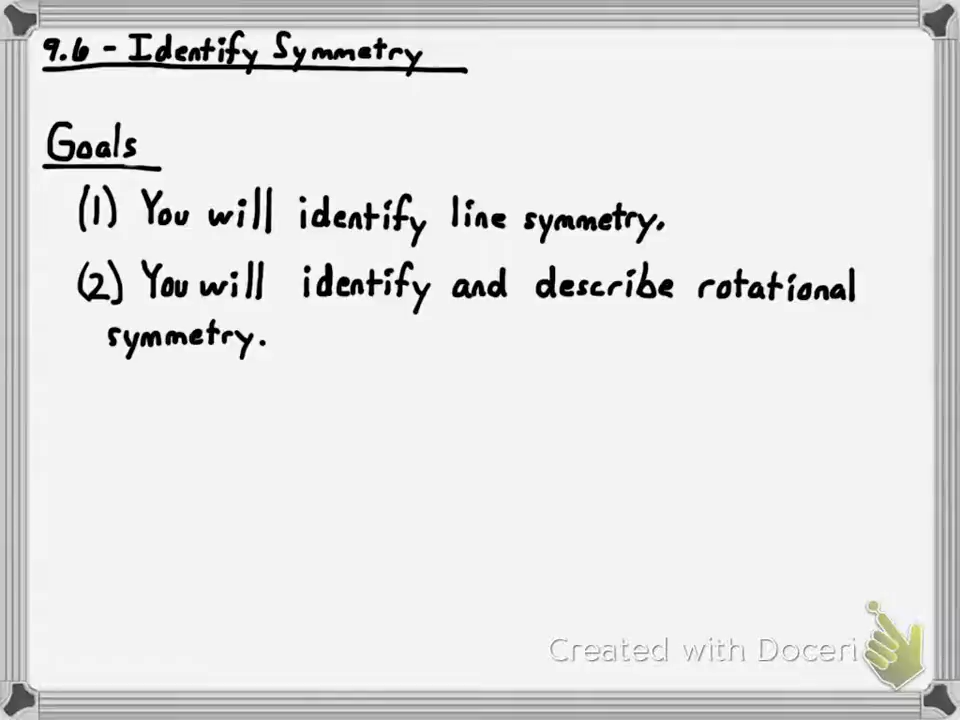 9.6 - Identify Symmetry
Goals
(1) You will identify line symmetry.
(2) You will identify and describe rotational
symmetry.
Created with Doceri